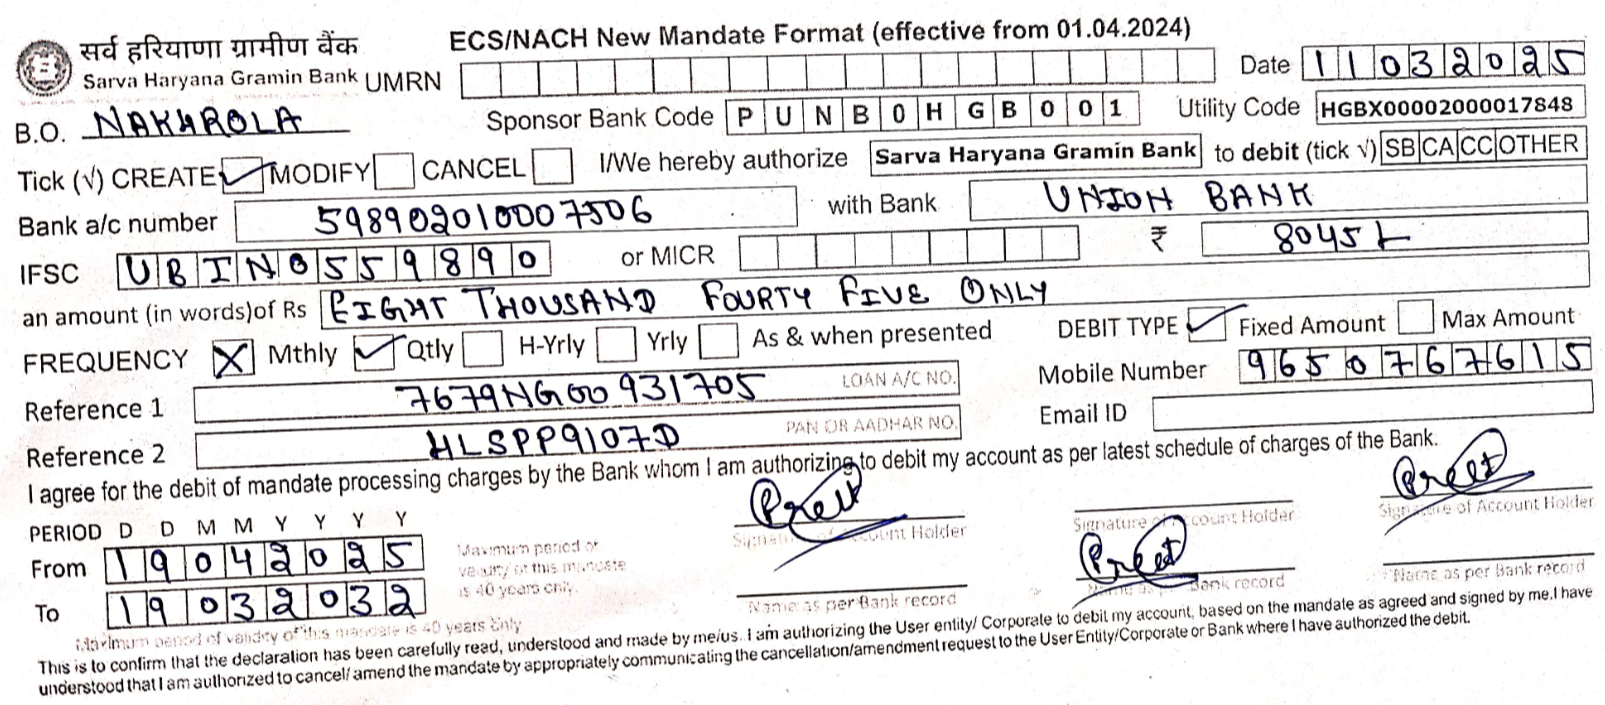 सर्व हरियाणा ग्रामीण बैंक ECS/NACH New Mandate Format (effective from 01.04.2024)
Sarva Haryana Gramin Bank UMRN Date 11032025
B.O. NAKHROLA Sponsor Bank Code PUNB0HGB001 Utility Code HGBX00002000017848
Tick (√) CREATE ✓ MODIFY CANCEL I/We hereby authorize Sarva Haryana Gramin Bank to debit (tick √) SB CA CC OTHER
Bank a/c number 598902010007506 with Bank UNION BANK
IFSC UBIN0559890 or MICR ₹ 8045/-
an amount (in words)of Rs EIGHT THOUSAND FOURTY FIVE ONLY
FREQUENCY X Mthly ✓ Qtly H-Yrly Yrly As & when presented DEBIT TYPE ✓ Fixed Amount Max Amount
Reference 1 7679NG00931705 LOAN A/C NO. Mobile Number 9650767615
Reference 2 HLSPP9107D PAN OR AADHAR NO. Email ID
I agree for the debit of mandate processing charges by the Bank whom I am authorizing to debit my account as per latest schedule of charges of the Bank.
PERIOD D D M M Y Y Y Y Preet Preet
From 19042025 Maximum period of validity of this mandate is 40 years only. Signature of Account Holder Signature of Account Holder Signature of Account Holder
Preet
To 19032032 Name as per Bank record Name as per Bank record Name as per Bank record
Maximum period of validity of this mandate is 40 years only
This is to confirm that the declaration has been carefully read, understood and made by me/us. I am authorizing the User entity/ Corporate to debit my account, based on the mandate as agreed and signed by me.I have
understood that I am authorized to cancel/ amend the mandate by appropriately communicating the cancellation/amendment request to the User Entity/Corporate or Bank where I have authorized the debit.